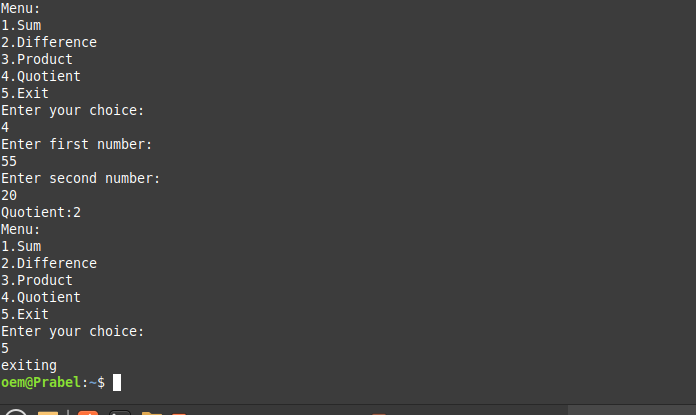 Menu:
1.Sum
2.Difference
3.Product
4.Quotient
5.Exit
Enter your choice:
4
Enter first number:
55
Enter second number:
20
Quotient:2
Menu:
1.Sum
2.Difference
3.Product
4.Quotient
5.Exit
Enter your choice:
5
exiting
oem@Prabel:~$